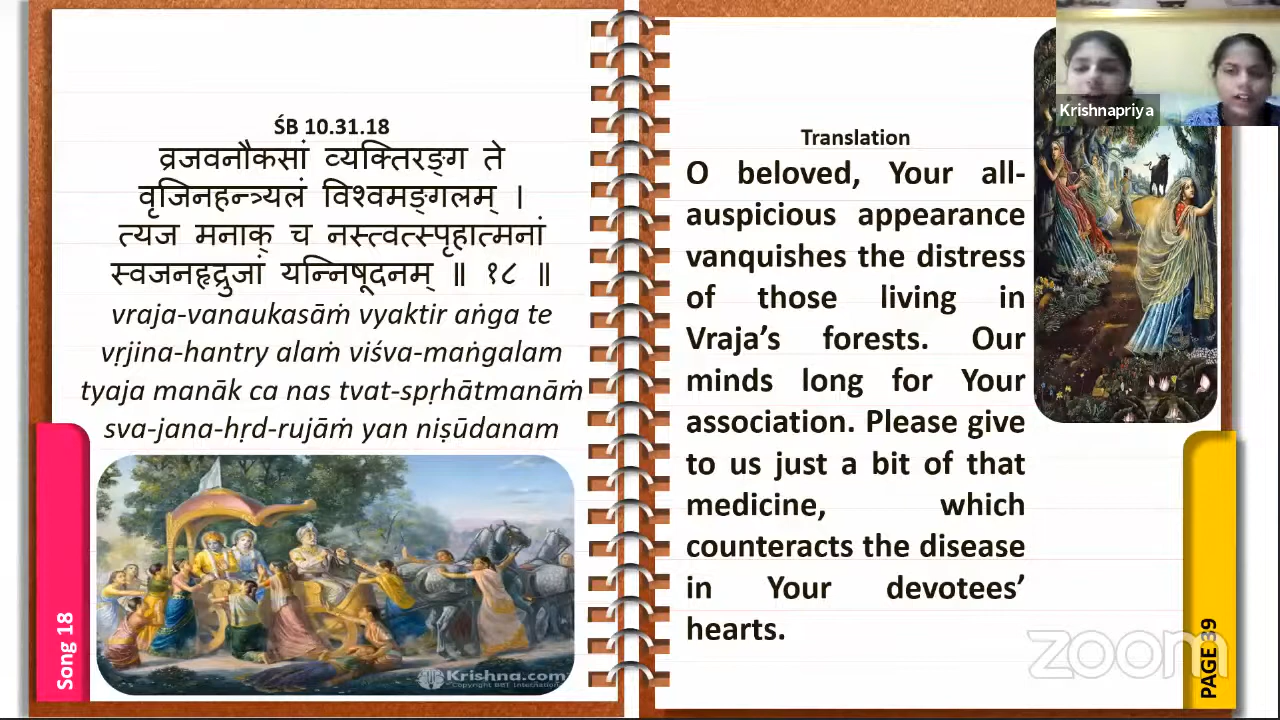 ŚB 10.31.18
व्रजवनौकसां व्यक्तिरङ्ग ते
वृजिनहन्त्र्यलं विश्वमङ्गलम् ।
त्यज मनाक् च नस्त्वत्स्पृहात्मनां
स्वजनहृद्रुजां यन्निषूदनम् ॥ १८ ॥
vraja-vanaukasāṁ vyaktir aṅga te
vṛjina-hantry alaṁ viśva-maṅgalam
tyaja manāk ca nas tvat-spṛhātmanāṁ
sva-jana-hṛd-rujāṁ yan niṣūdanam
Song 18
Krishna.com
Copyright BBT International
Translation
O beloved, Your all-
auspicious appearance
vanquishes the distress
of those living in
Vraja’s forests. Our
minds long for Your
association. Please give
to us just a bit of that
medicine, which
counteracts the disease
in Your devotees’
hearts.
Krishnapriya
zoom
PAGE 39